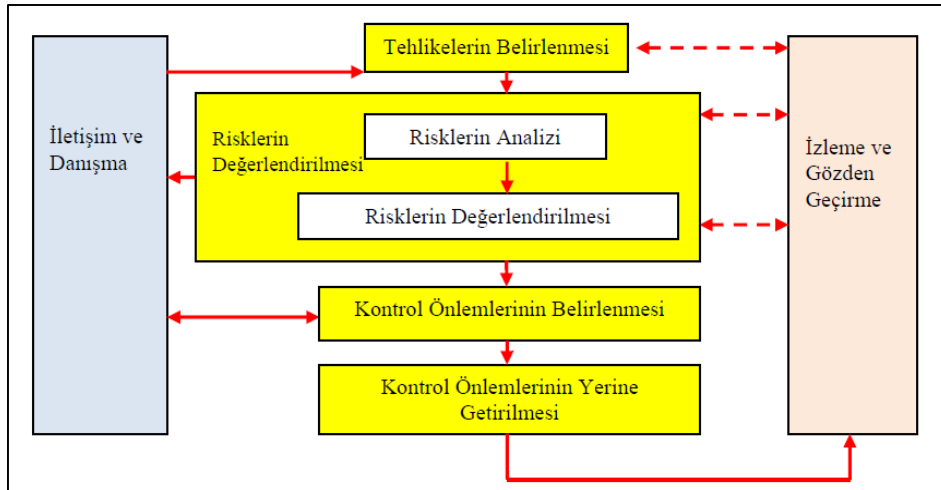 Tehlikelerin Belirlenmesi
İletişim ve
Danışma
Risklerin
Değerlendirilmesi
Risklerin Analizi
Risklerin Değerlendirilmesi
İzleme ve
Gözden
Geçirme
Kontrol Önlemlerinin Belirlenmesi
Kontrol Önlemlerinin Yerine
Getirilmesi